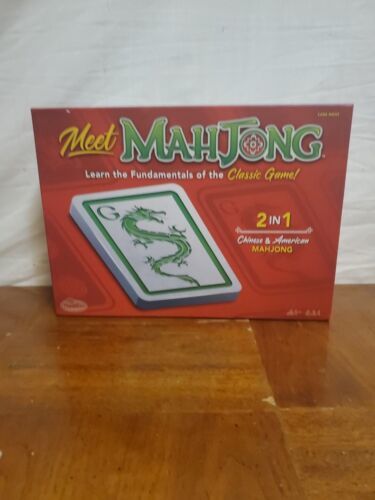 Meet MAHJONG
Learn the Fundamentals of the Classic Game!
G
2 IN 1
Chinese & American
MAHJONG